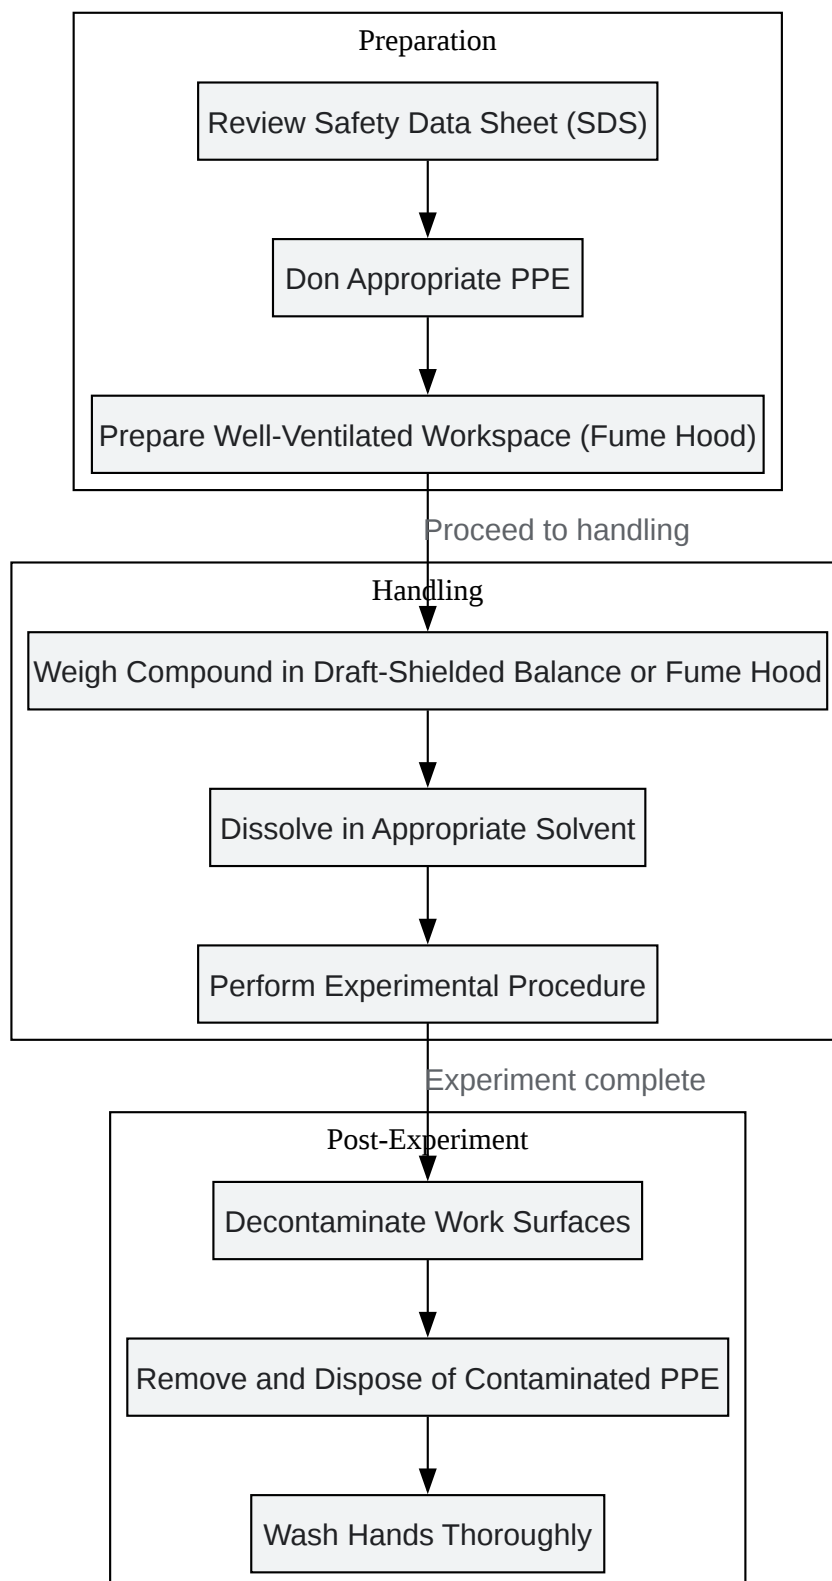 Preparation
Review Safety Data Sheet (SDS)
Don Appropriate PPE
Prepare Well-Ventilated Workspace (Fume Hood)
Proceed to handling
Handling
Weigh Compound in Draft-Shielded Balance or Fume Hood
Dissolve in Appropriate Solvent
Perform Experimental Procedure
Experiment complete
Post-Experiment
Decontaminate Work Surfaces
Remove and Dispose of Contaminated PPE
Wash Hands Thoroughly